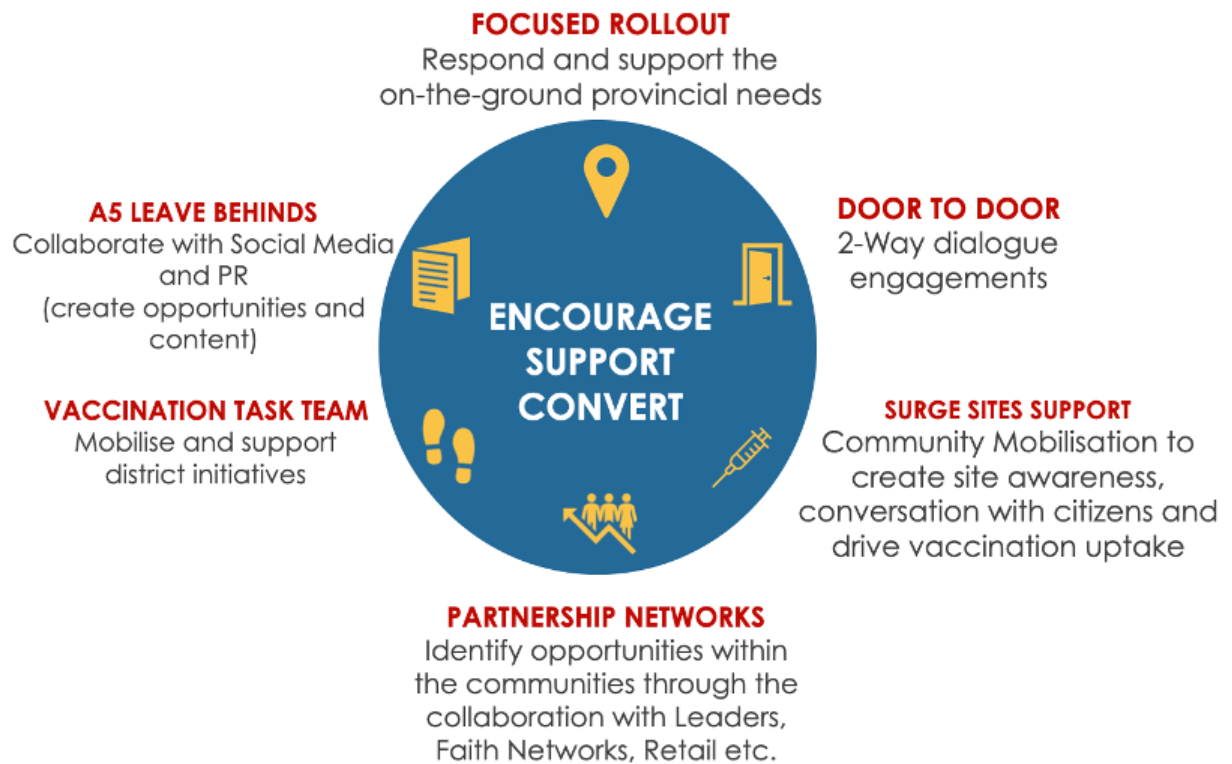 FOCUSED ROLLOUT
Respond and support the
on-the-ground provincial needs
A5 LEAVE BEHINDS
Collaborate with Social Media
and PR
(create opportunities and
content)
DOOR TO DOOR
2-Way dialogue
engagements
ENCOURAGE
SUPPORT
CONVERT
VACCINATION TASK TEAM
Mobilise and support
district initiatives
SURGE SITES SUPPORT
Community Mobilisation to
create site awareness,
conversation with citizens and
drive vaccination uptake
PARTNERSHIP NETWORKS
Identify opportunities within
the communities through the
collaboration with Leaders,
Faith Networks, Retail etc.